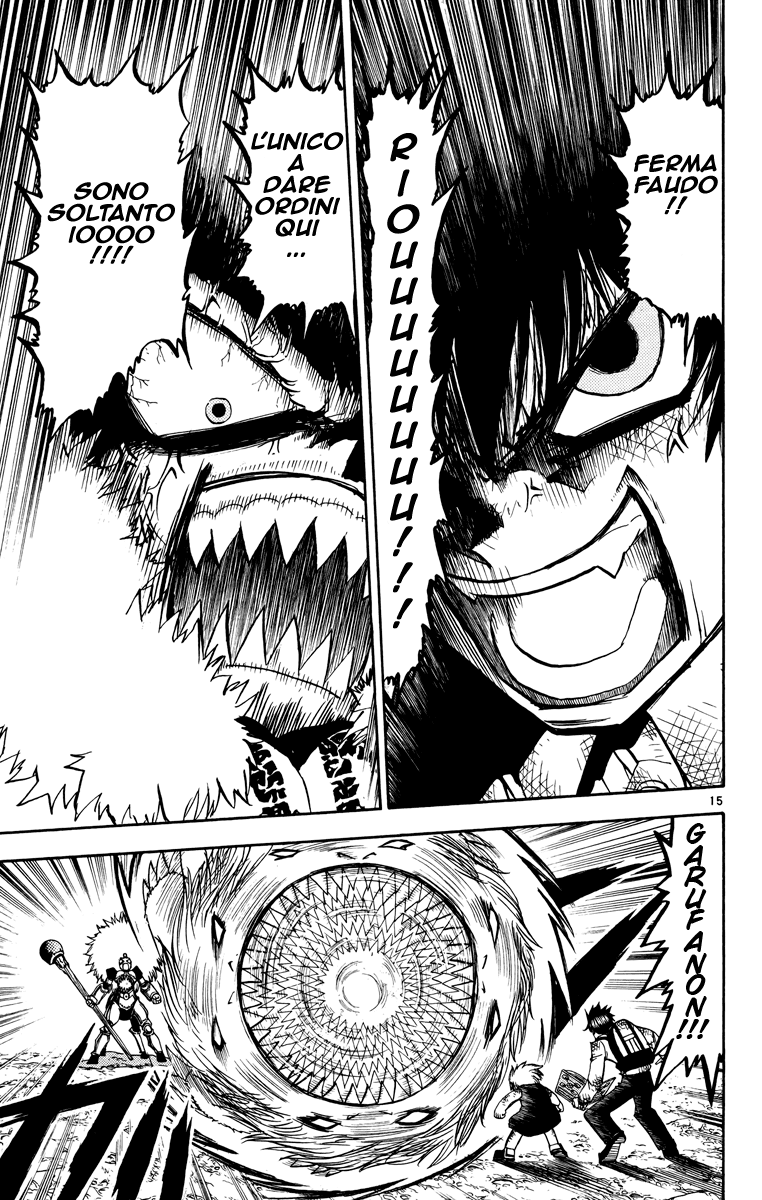 FERMA
FAUDO
!!
RIOUUUUUUUUU!!!
L'UNICO
A
DARE
ORDINI
QUI
...
SONO
SOLTANTO
IOOOO
!!!!
15
GARUFANON!!!